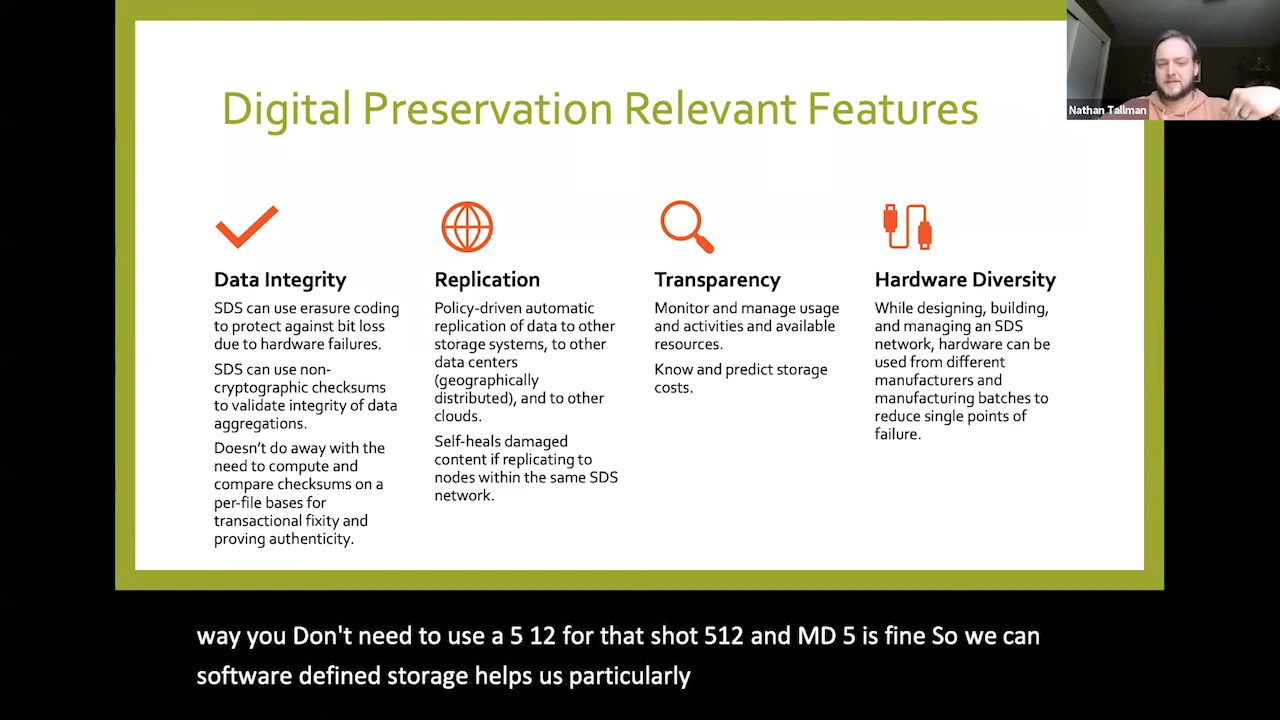 Digital Preservation Relevant Features
Nathan Tallman
Data Integrity
SDS can use erasure coding
to protect against bit loss
due to hardware failures.
SDS can use non-
cryptographic checksums
to validate integrity of data
aggregations.
Doesn't do away with the
need to compute and
compare checksums on a
per-file bases for
transactional fixity and
proving authenticity.
Replication
Policy-driven automatic
replication of data to other
storage systems, to other
data centers
(geographically
distributed), and to other
clouds.
Self-heals damaged
content if replicating to
nodes within the same SDS
network.
Transparency
Monitor and manage usage
and activities and available
resources.
Know and predict storage
costs.
Hardware Diversity
While designing, building,
and managing an SDS
network, hardware can be
used from different
manufacturers and
manufacturing batches to
reduce single points of
failure.
way you Don't need to use a 5 12 for that shot 512 and MD 5 is fine So we can
software defined storage helps us particularly